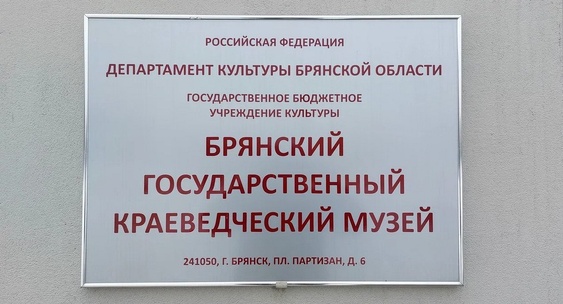 РОССИЙСКАЯ ФЕДЕРАЦИЯ
ДЕПАРТАМЕНТ КУЛЬТУРЫ БРЯНСКОЙ ОБЛАСТИ
ГОСУДАРСТВЕННОЕ БЮДЖЕТНОЕ
УЧРЕЖДЕНИЕ КУЛЬТУРЫ
БРЯНСКИЙ
ГОСУДАРСТВЕННЫЙ
КРАЕВЕДЧЕСКИЙ МУЗЕЙ
241050, Г. БРЯНСК, ПЛ. ПАРТИЗАН, Д. 6